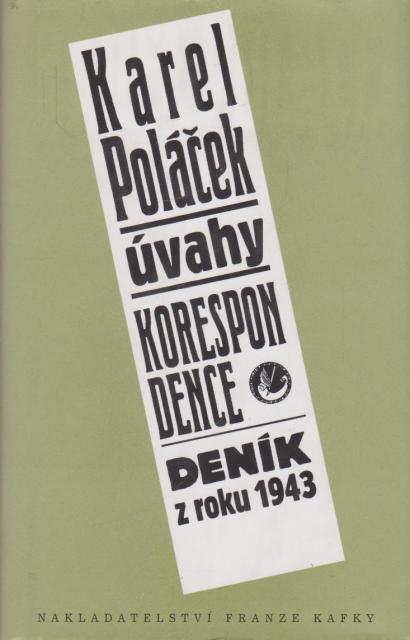 Karel
Poláček
úvahy
KORESPON
DENCE
DENÍK
z roku 1943
NAKLADATELSTVÍ FRANZE KAFKY